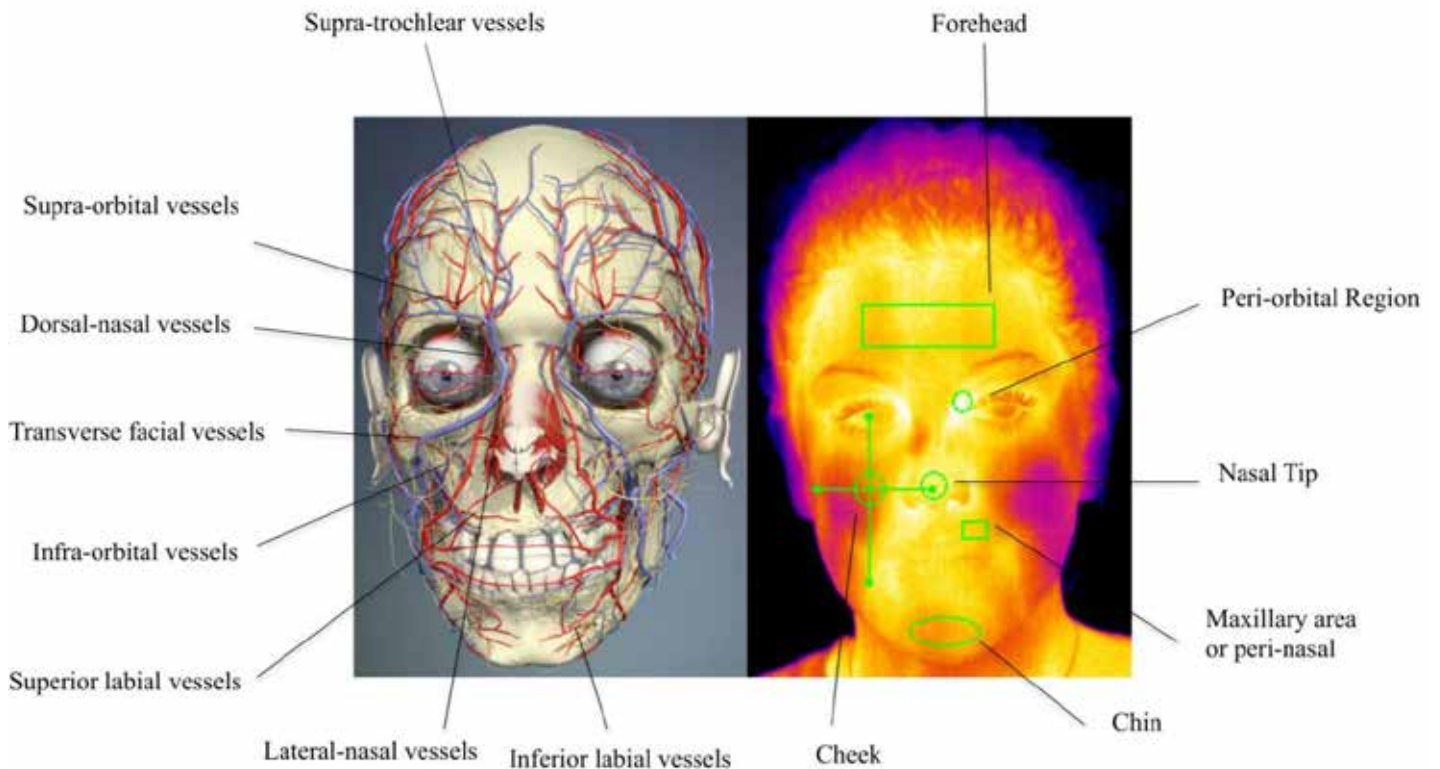 Supra-trochlear vessels
Forehead
Supra-orbital vessels
Peri-orbital Region
Dorsal-nasal vessels
Transverse facial vessels
Nasal Tip
Infra-orbital vessels
Maxillary area
or peri-nasal
Superior labial vessels
Chin
Lateral-nasal vessels
Inferior labial vessels
Cheek